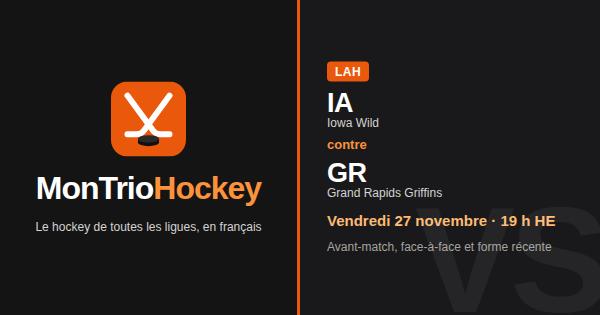 MonTrioHockey
Le hockey de toutes les ligues, en français
LAH
IA
Iowa Wild
contre
GR
Grand Rapids Griffins
Vendredi 27 novembre · 19 h HE
Avant-match, face-à-face et forme récente
VS